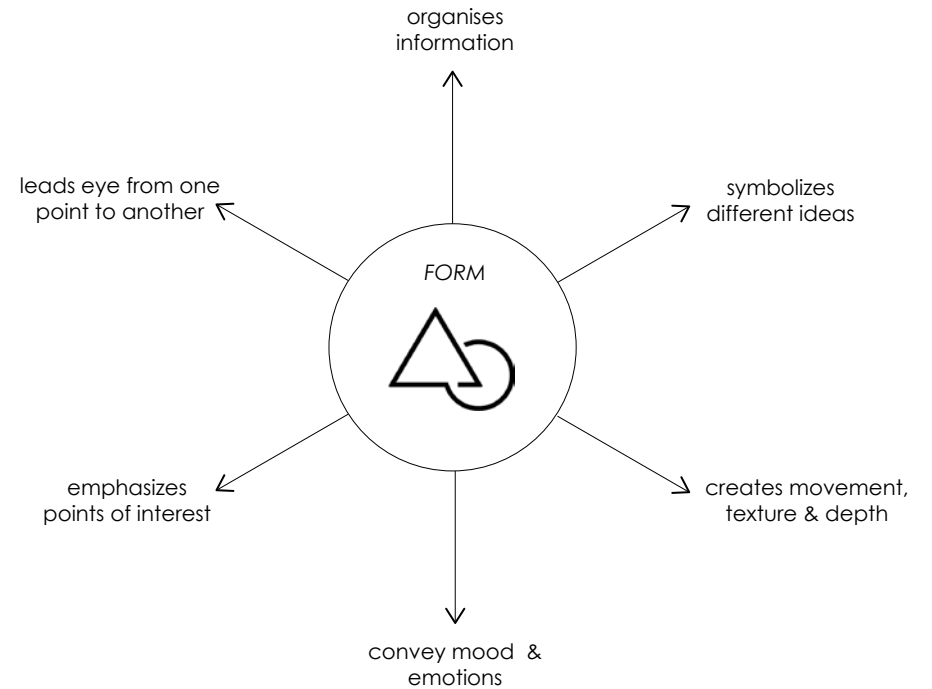 organises
information
leads eye from one
point to another
symbolizes
different ideas
FORM
emphasizes
points of interest
creates movement,
texture & depth
convey mood &
emotions